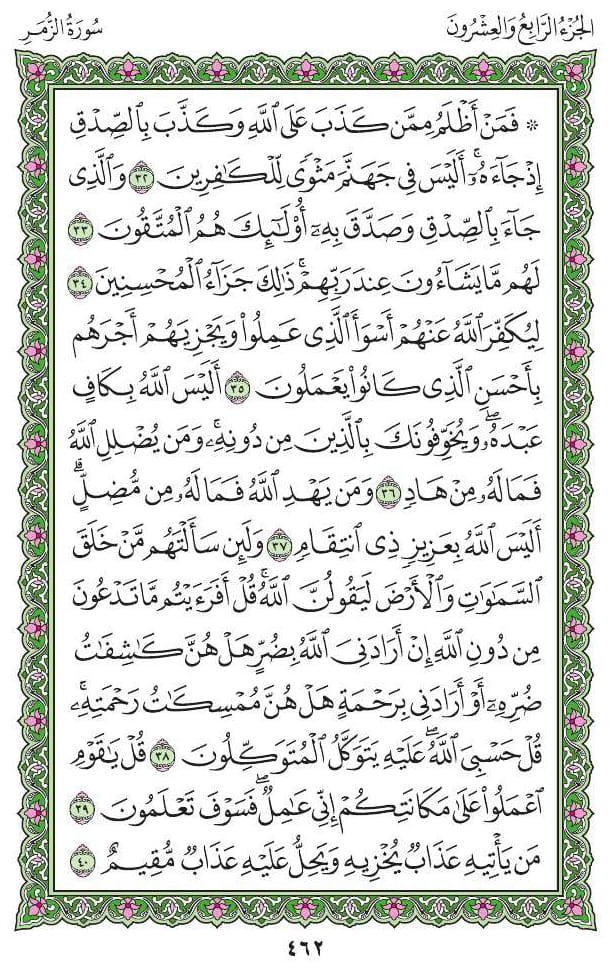 الجُزْءُ الرَّابِعُ وَالعِشْرُونَ
سُورَةُ الزُّمَرِ
۞ فَمَنْ أَظْلَمُ مِمَّن كَذَبَ عَلَى ٱللَّهِ وَكَذَّبَ بِٱلصِّدْقِ
إِذْ جَآءَهُۥٓۚ أَلَيْسَ فِى جَهَنَّمَ مَثْوًى لِّلْكَٰفِرِينَ ٣٢ وَٱلَّذِى
جَآءَ بِٱلصِّدْقِ وَصَدَّقَ بِهِۦٓ أُوْلَٰٓئِكَ هُمُ ٱلْمُتَّقُونَ ٣٣
لَهُم مَّا يَشَآءُونَ عِندَ رَبِّهِمْۚ ذَٰلِكَ جَزَآءُ ٱلْمُحْسِنِينَ ٣٤
لِيُكَفِّرَ ٱللَّهُ عَنْهُمْ أَسْوَأَ ٱلَّذِى عَمِلُوا۟ وَيَجْزِيَهُمْ أَجْرَهُم
بِأَحْسَنِ ٱلَّذِى كَانُوا۟ يَعْمَلُونَ ٣٥ أَلَيْسَ ٱللَّهُ بِكَافٍ
عَبْدَهُۥۖ وَيُخَوِّفُونَكَ بِٱلَّذِينَ مِن دُونِهِۦۚ وَمَن يُضْلِلِ ٱللَّهُ
فَمَا لَهُۥ مِنْ هَادٍ ٣٦ وَمَن يَهْدِ ٱللَّهُ فَمَا لَهُۥ مِن مُّضِلٍّۗ
أَلَيْسَ ٱللَّهُ بِعَزِيزٍ ذِى ٱنتِقَامٍ ٣٧ وَلَئِن سَأَلْتَهُم مَّنْ خَلَقَ
ٱلسَّمَٰوَٰتِ وَٱلْأَرْضَ لَيَقُولُنَّ ٱللَّهُۚ قُلْ أَفَرَءَيْتُم مَّا تَدْعُونَ
مِن دُونِ ٱللَّهِ إِنْ أَرَادَنِىَ ٱللَّهُ بِضُرٍّ هَلْ هُنَّ كَٰشِفَٰتُ
ضُرِّهِۦٓ أَوْ أَرَادَنِى بِرَحْمَةٍ هَلْ هُنَّ مُمْسِكَٰتُ رَحْمَتِهِۦۚ
قُلْ حَسْبِىَ ٱللَّهُۖ عَلَيْهِ يَتَوَكَّلُ ٱلْمُتَوَكِّلُونَ ٣٨ قُلْ يَٰقَوْمِ
ٱعْمَلُوا۟ عَلَىٰ مَكَانَتِكُمْ إِنِّى عَٰمِلٌۖ فَسَوْفَ تَعْلَمُونَ ٣٩
مَن يَأْتِيهِ عَذَابٌ يُخْزِيهِ وَيَحِلُّ عَلَيْهِ عَذَابٌ مُّقِيمٌ ٤٠
٤٦٢